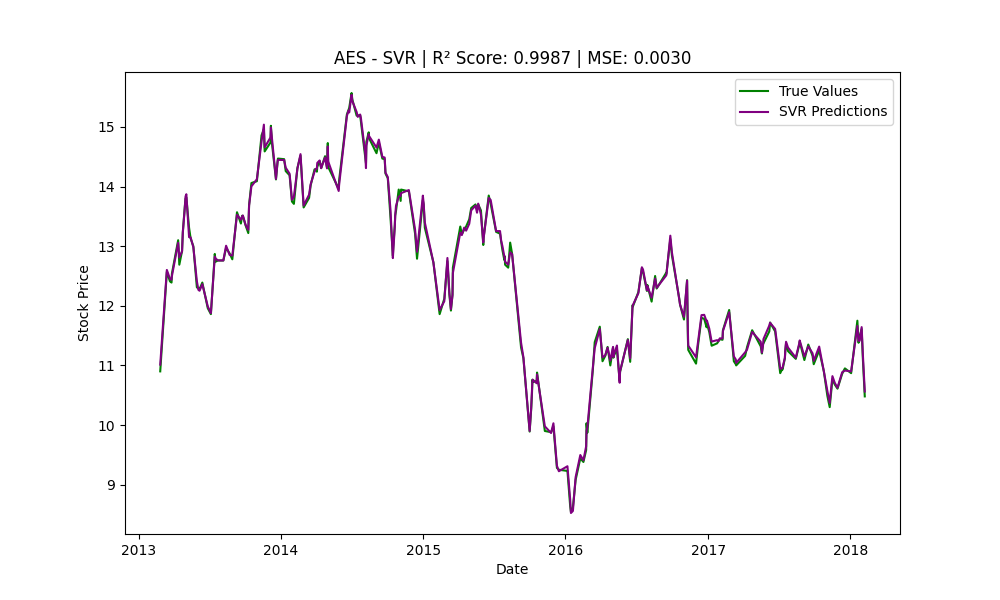 AES - SVR | R² Score: 0.9987 | MSE: 0.0030
True Values
SVR Predictions
Stock Price
15
14
13
12
11
10
9
2013 2014 2015 2016 2017 2018
Date